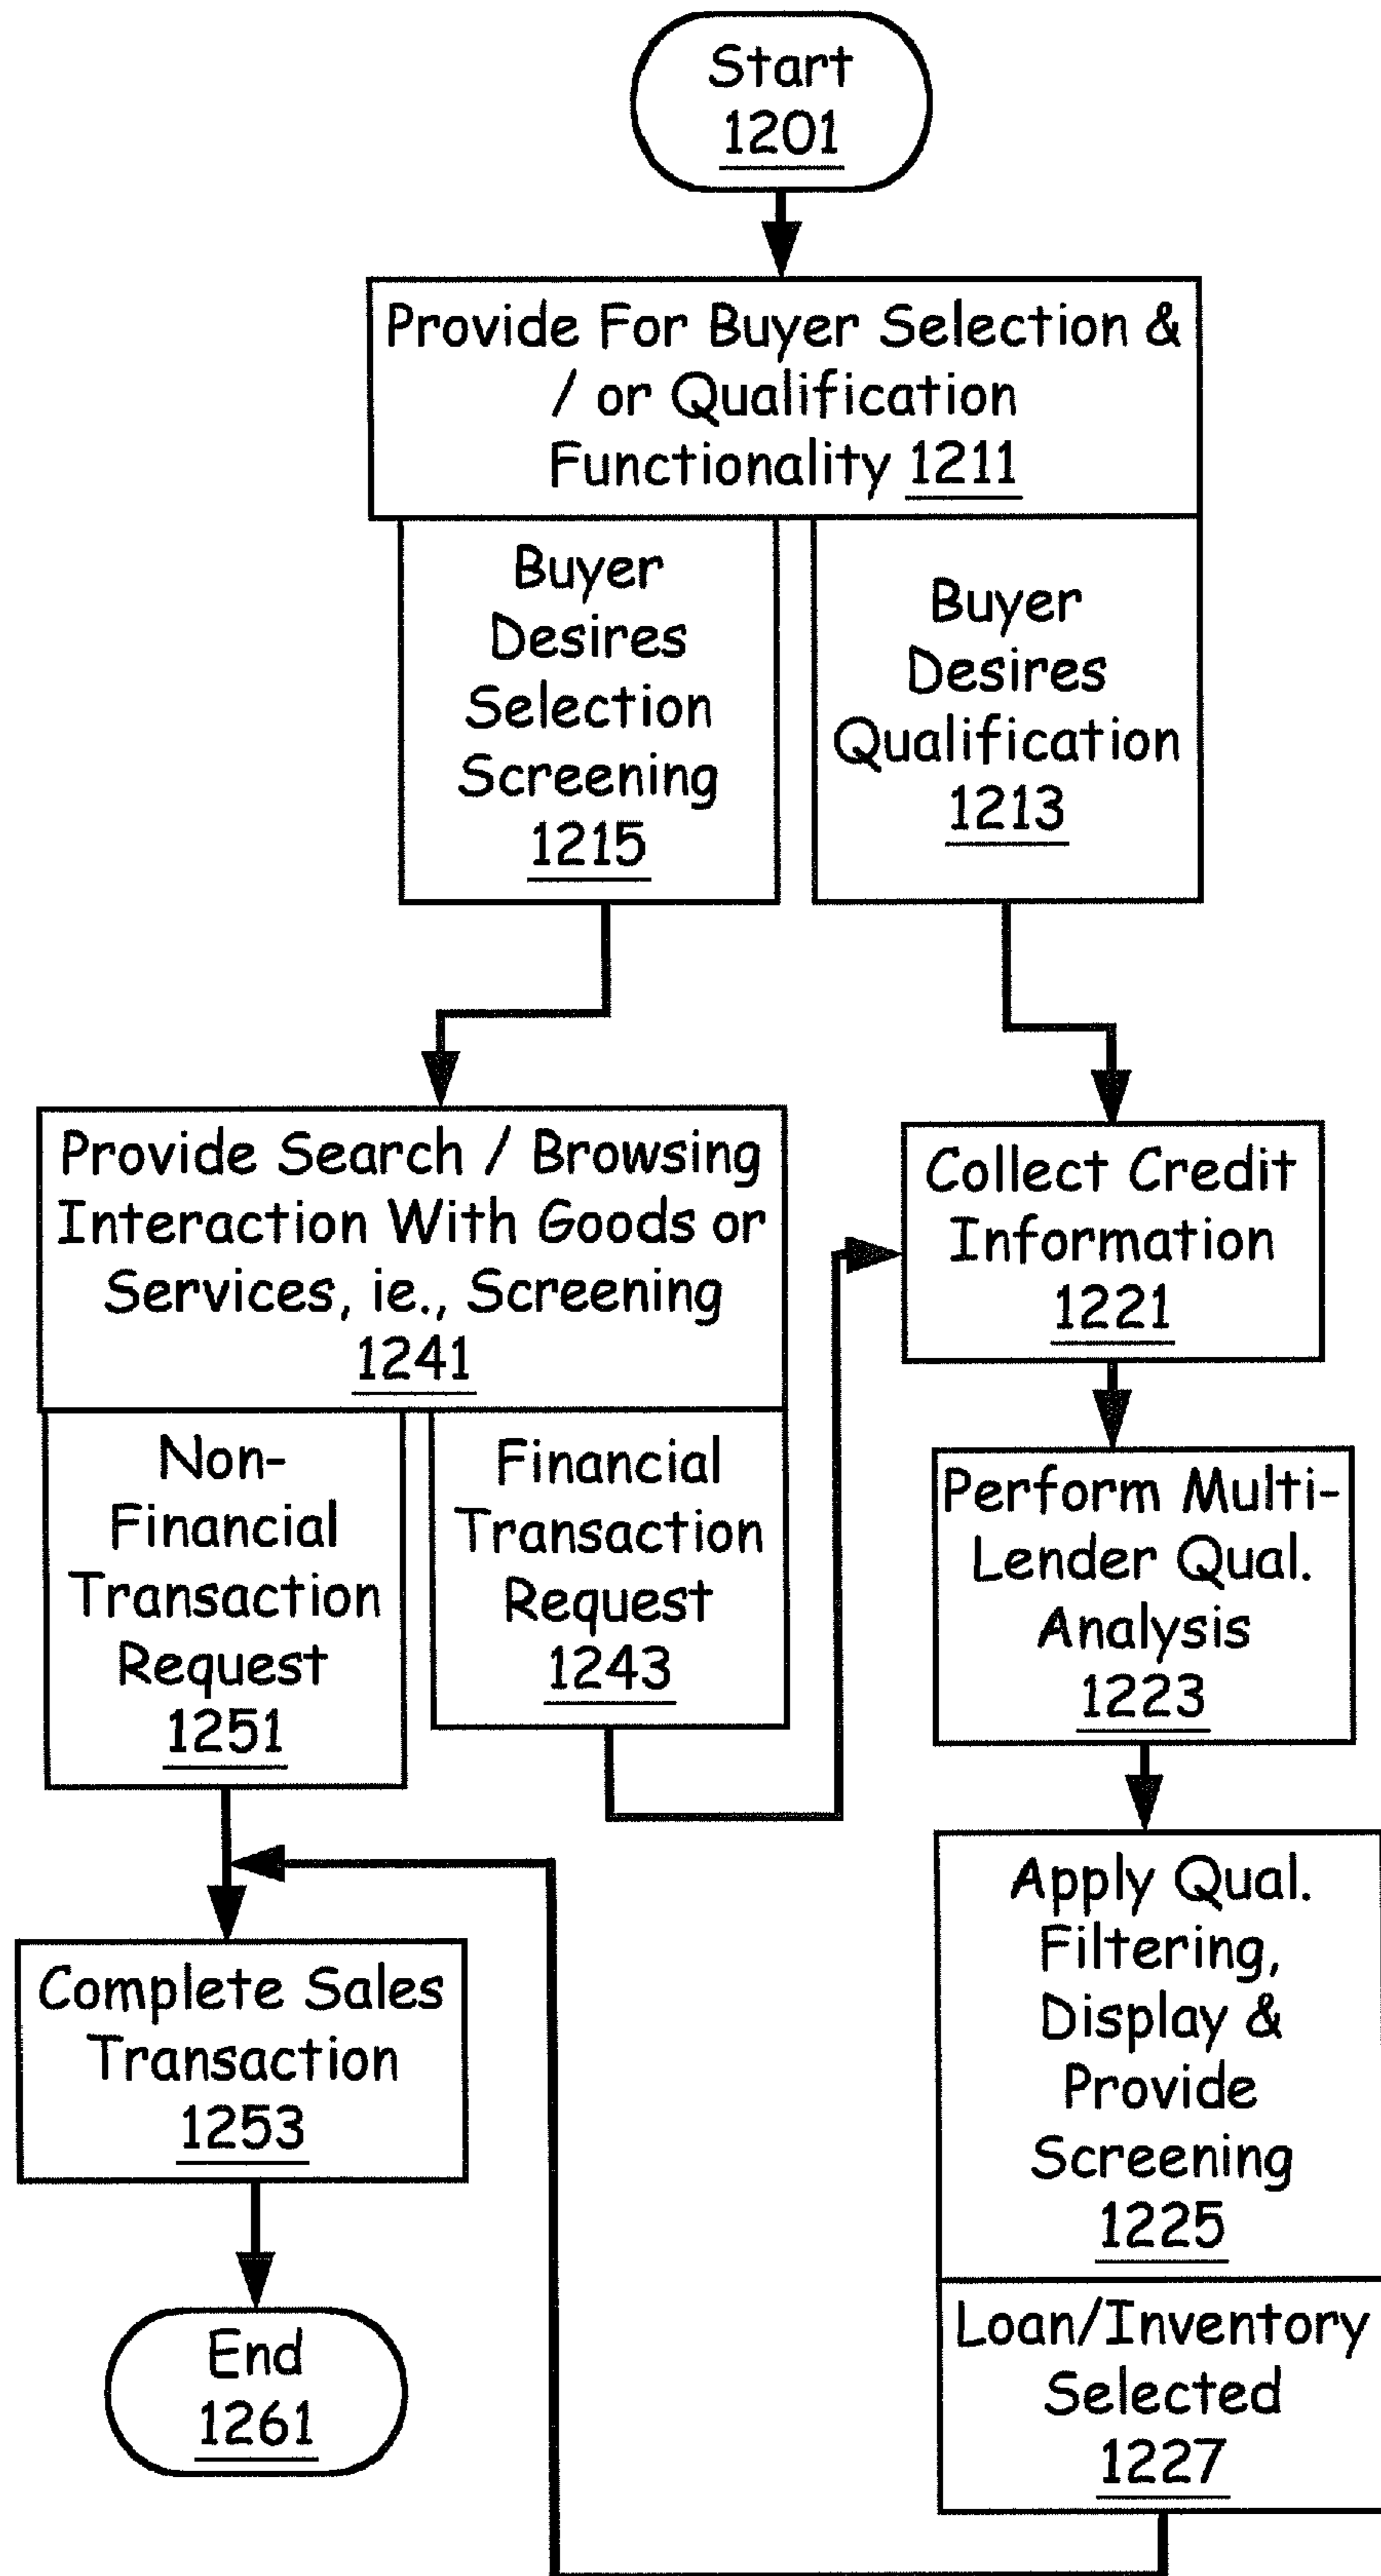 Start
1201
Provide For Buyer Selection &
/ or Qualification
Functionality 1211
Buyer
Desires
Selection
Screening
1215
Buyer
Desires
Qualification
1213
Provide Search / Browsing
Interaction With Goods or
Services, ie., Screening
1241
Non-
Financial
Transaction
Request
1251
Financial
Transaction
Request
1243
Collect Credit
Information
1221
Perform Multi-
Lender Qual.
Analysis
1223
Apply Qual.
Filtering,
Display &
Provide
Screening
1225
Loan/Inventory
Selected
1227
Complete Sales
Transaction
1253
End
1261